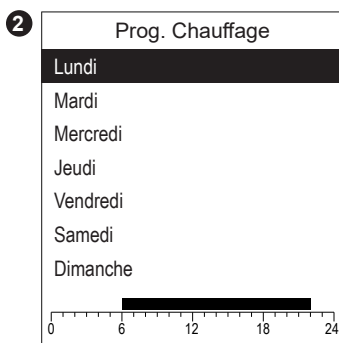 2
Prog. Chauffage
Lundi
Mardi
Mercredi
Jeudi
Vendredi
Samedi
Dimanche
0 6 12 18 24